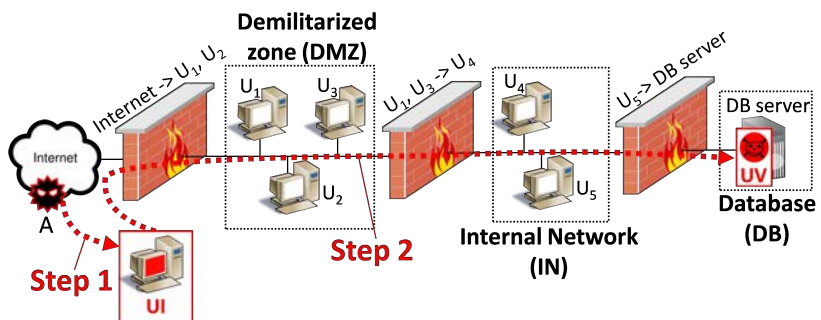 Demilitarized
zone (DMZ)
Internet -> U₁, U₂
U₁
U₃
U₂
U₁, U₃ -> U₄
U₄
U₅
U₅-> DB server
DB server
UV
Internet
A
Step 1
UI
Step 2
Internal Network
(IN)
Database
(DB)